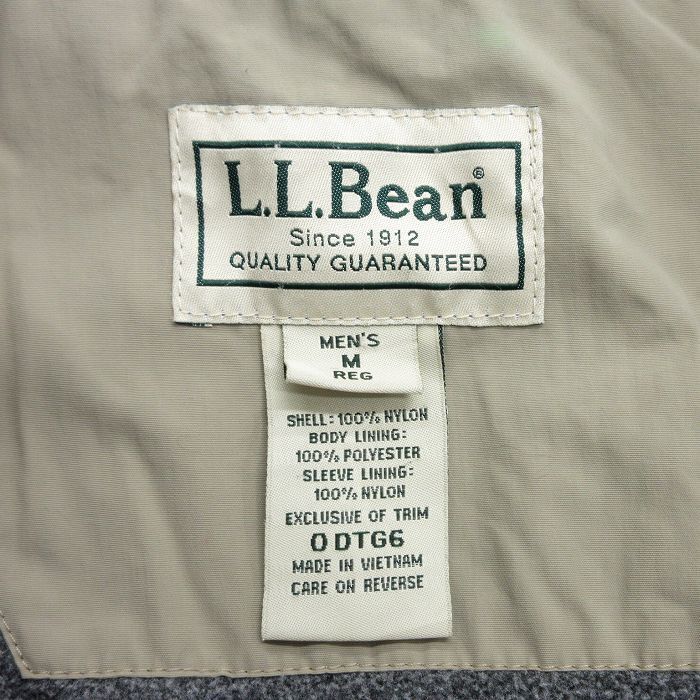 L.L.Bean®
Since 1912
QUALITY GUARANTEED
MEN'S
M
REG
SHELL: 100% NYLON
BODY LINING:
100% POLYESTER
SLEEVE LINING:
100% NYLON
EXCLUSIVE OF TRIM
0 DTG6
MADE IN VIETNAM
CARE ON REVERSE